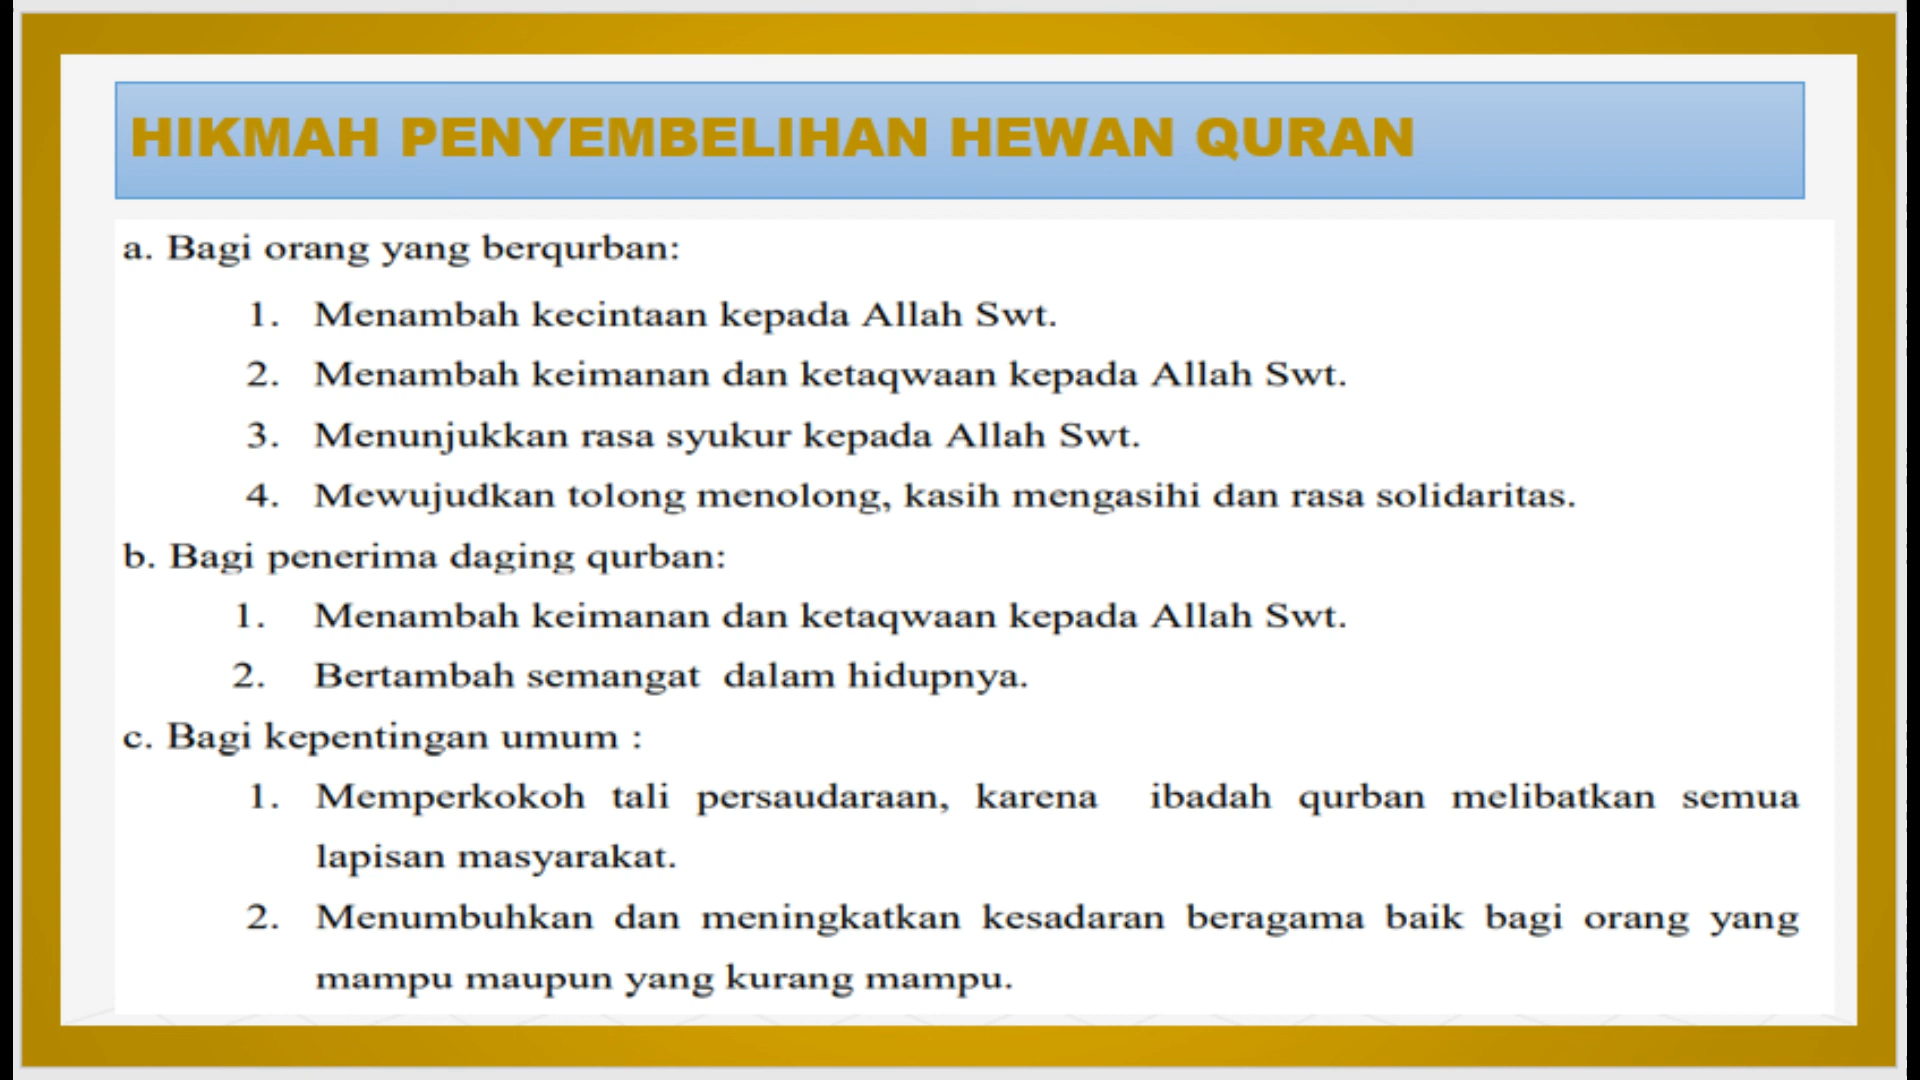 HIKMAH PENYEMBELIHAN HEWAN QURAN
a. Bagi orang yang berqurban:
1. Menambah kecintaan kepada Allah Swt.
2. Menambah keimanan dan ketaqwaan kepada Allah Swt.
3. Menunjukkan rasa syukur kepada Allah Swt.
4. Mewujudkan tolong menolong, kasih mengasihi dan rasa solidaritas.
b. Bagi penerima daging qurban:
1. Menambah keimanan dan ketaqwaan kepada Allah Swt.
2. Bertambah semangat dalam hidupnya.
c. Bagi kepentingan umum :
1. Memperkokoh tali persaudaraan, karena ibadah qurban melibatkan semua
lapisan masyarakat.
2. Menumbuhkan dan meningkatkan kesadaran beragama baik bagi orang yang
mampu maupun yang kurang mampu.